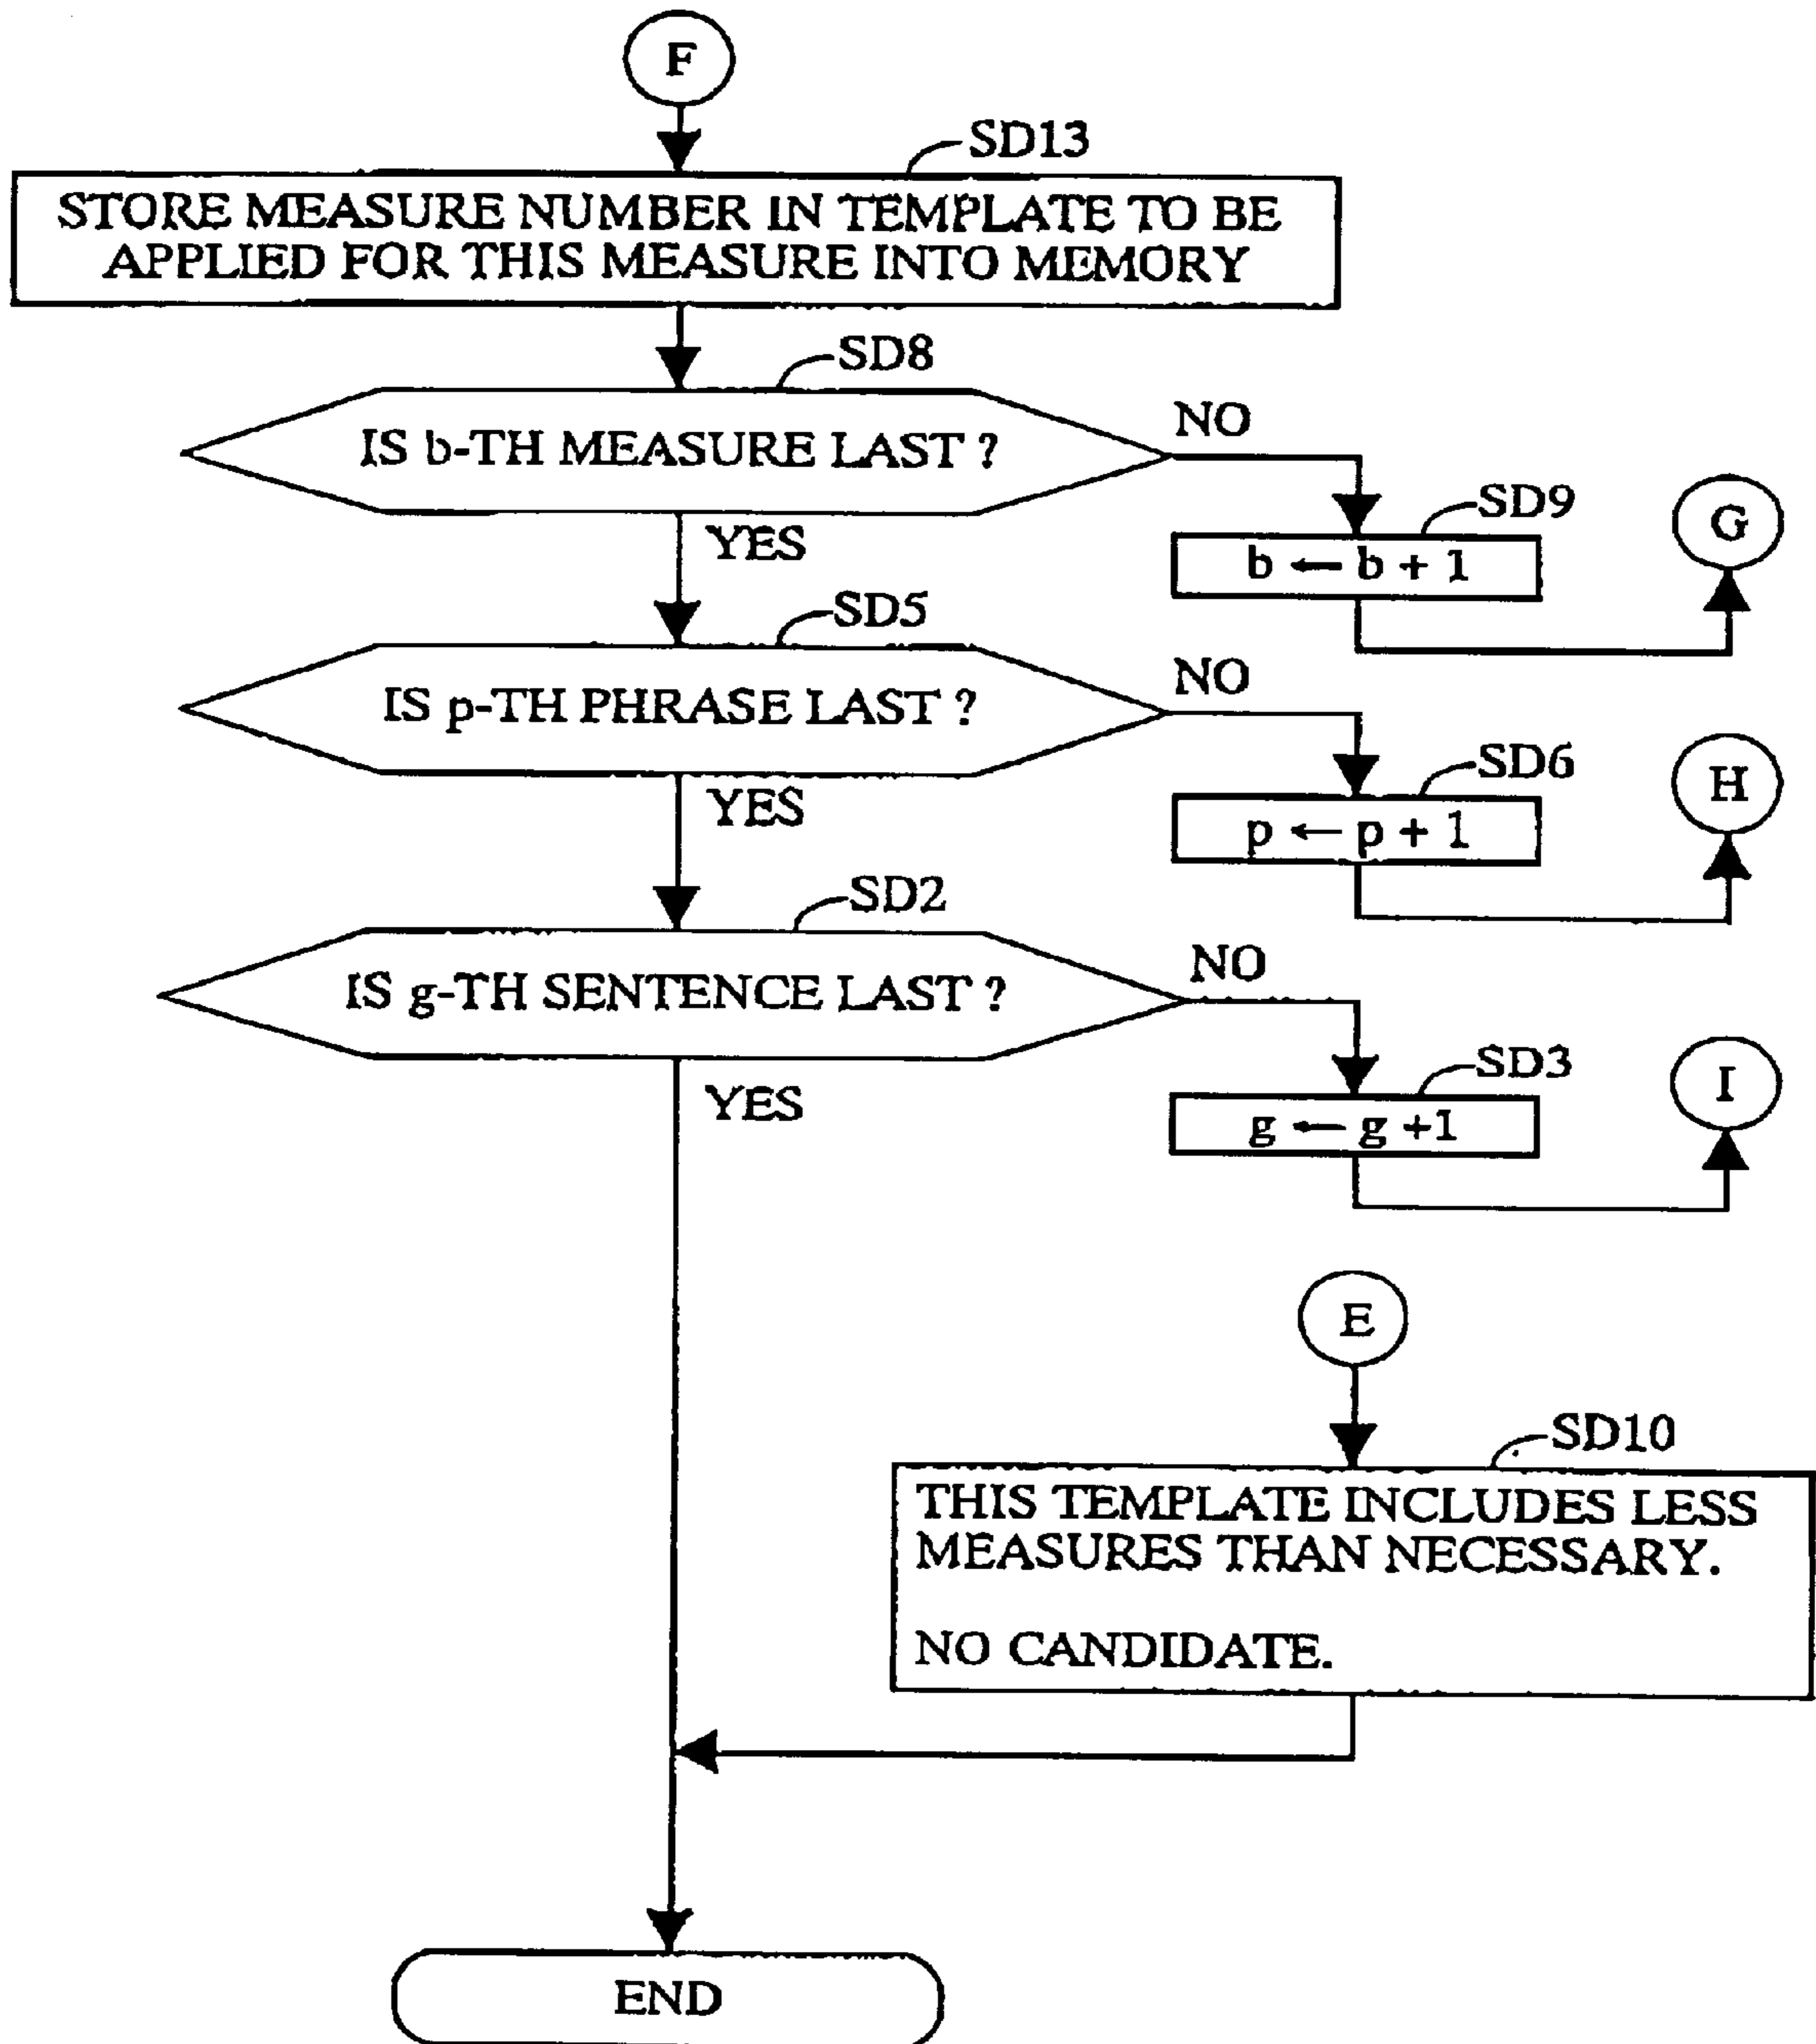 F
SD13
STORE MEASURE NUMBER IN TEMPLATE TO BE
APPLIED FOR THIS MEASURE INTO MEMORY
SD8
IS b-TH MEASURE LAST ?
NO
YES
SD9
b ← b + 1
G
SD5
IS p-TH PHRASE LAST ?
NO
YES
SD6
p ← p + 1
H
SD2
IS g-TH SENTENCE LAST ?
NO
YES
SD3
g ← g +1
I
E
SD10
THIS TEMPLATE INCLUDES LESS
MEASURES THAN NECESSARY.
NO CANDIDATE.
END